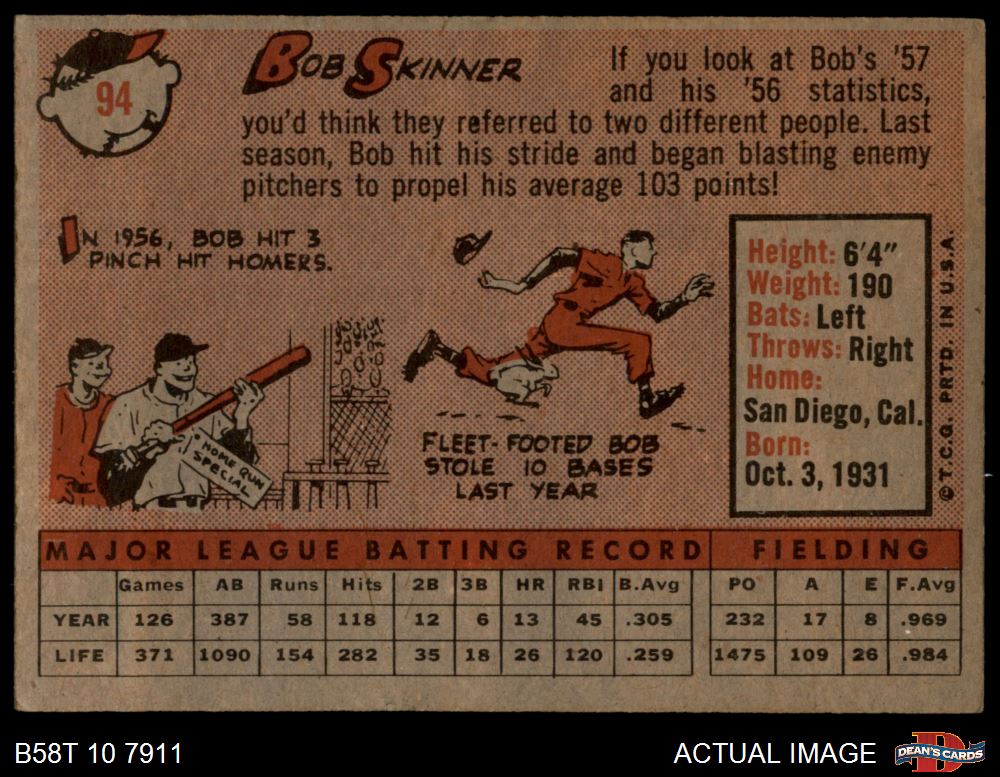 94
BOB SKINNER
If you look at Bob's '57
and his '56 statistics,
you'd think they referred to two different people. Last
season, Bob hit his stride and began blasting enemy
pitchers to propel his average 103 points!
IN 1956, BOB HIT 3
PINCH HIT HOMERS.
"HOME RUN
SPECIAL
FLEET-FOOTED BOB
STOLE 10 BASES
LAST YEAR
Height: 6'4"
Weight: 190
Bats: Left
Throws: Right
Home:
San Diego, Cal.
Born:
Oct. 3, 1931
© T.C.G. PRTD. IN U.S.A.
MAJOR LEAGUE BATTING RECORD FIELDING
Games AB Runs Hits 2B 3B HR RBI B.Avg PO A E F.Avg
YEAR 126 387 58 118 12 6 13 45 .305 232 17 8 .969
LIFE 371 1090 154 282 35 18 26 120 .259 1475 109 26 .984
B58T 10 7911
ACTUAL IMAGE
D
DEAN'S CARDS